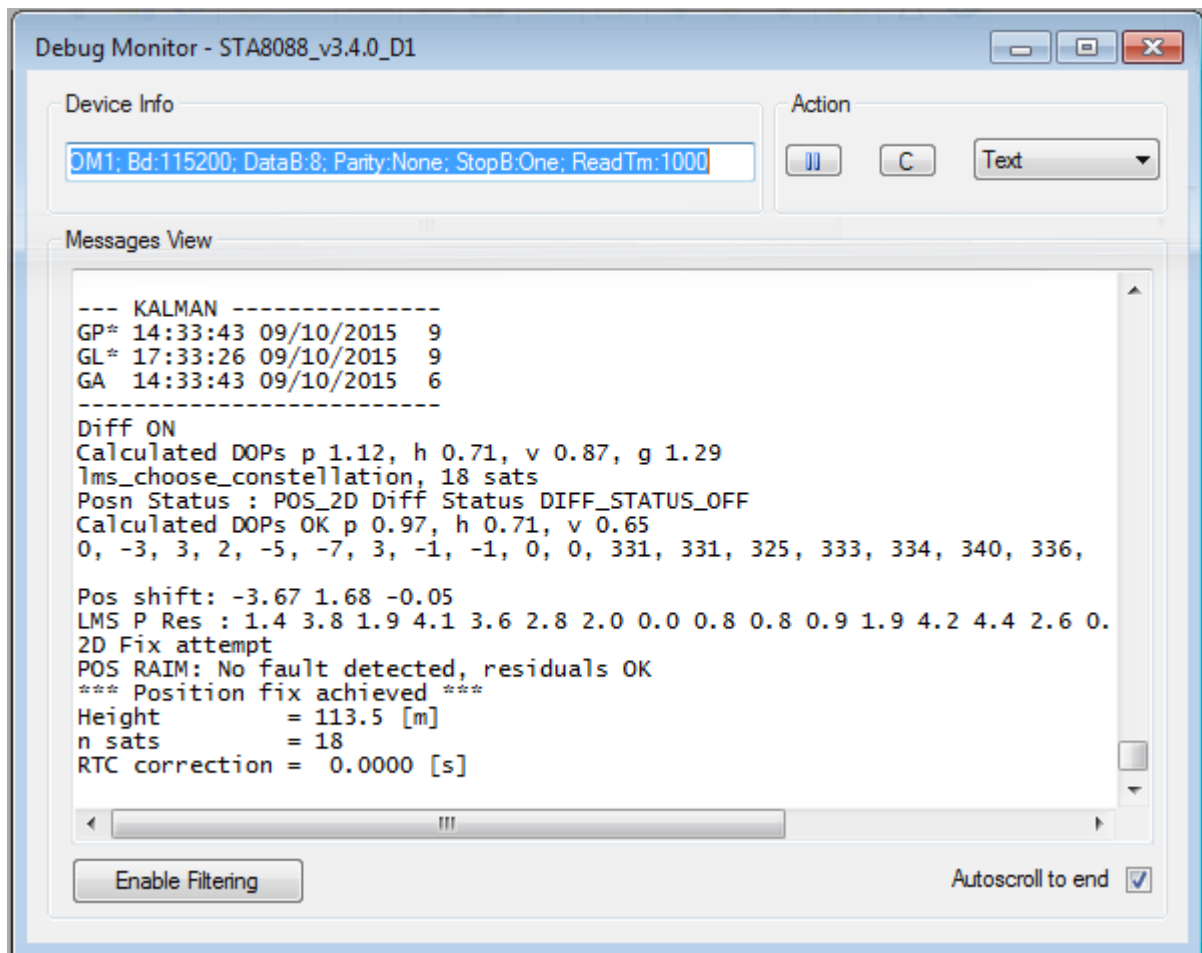 Debug Monitor - STA8088_v3.4.0_D1
Device Info
Action
OM1; Bd:115200; DataB:8; Parity:None; StopB:One; ReadTm:1000
C
Text
Messages View
--- KALMAN ---------------
GP* 14:33:43 09/10/2015  9
GL* 17:33:26 09/10/2015  9
GA  14:33:43 09/10/2015  6
--------------------------
Diff ON
Calculated DOPs p 1.12, h 0.71, v 0.87, g 1.29
lms_choose_constellation, 18 sats
Posn Status : POS_2D Diff Status DIFF_STATUS_OFF
Calculated DOPs OK p 0.97, h 0.71, v 0.65
0, -3, 3, 2, -5, -7, 3, -1, -1, 0, 0, 331, 331, 325, 333, 334, 340, 336,
Pos shift: -3.67 1.68 -0.05
LMS P Res : 1.4 3.8 1.9 4.1 3.6 2.8 2.0 0.0 0.8 0.8 0.9 1.9 4.2 4.4 2.6 0.
2D Fix attempt
POS RAIM: No fault detected, residuals OK
*** Position fix achieved ***
Height         = 113.5 [m]
n sats         = 18
RTC correction =  0.0000 [s]
Enable Filtering
Autoscroll to end